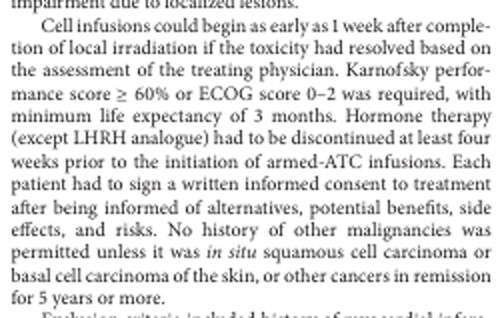 impairment due to localized lesions.
Cell infusions could begin as early as 1 week after comple-
tion of local irradiation if the toxicity had resolved based on
the assessment of the treating physician. Karnofsky perfor-
mance score ≥ 60% or ECOG score 0–2 was required, with
minimum life expectancy of 3 months. Hormone therapy
(except LHRH analogue) had to be discontinued at least four
weeks prior to the initiation of armed-ATC infusions. Each
patient had to sign a written informed consent to treatment
after being informed of alternatives, potential benefits, side
effects, and risks. No history of other malignancies was
permitted unless it was in situ squamous cell carcinoma or
basal cell carcinoma of the skin, or other cancers in remission
for 5 years or more.
Exclusion criteria included history of myocardial infarc-